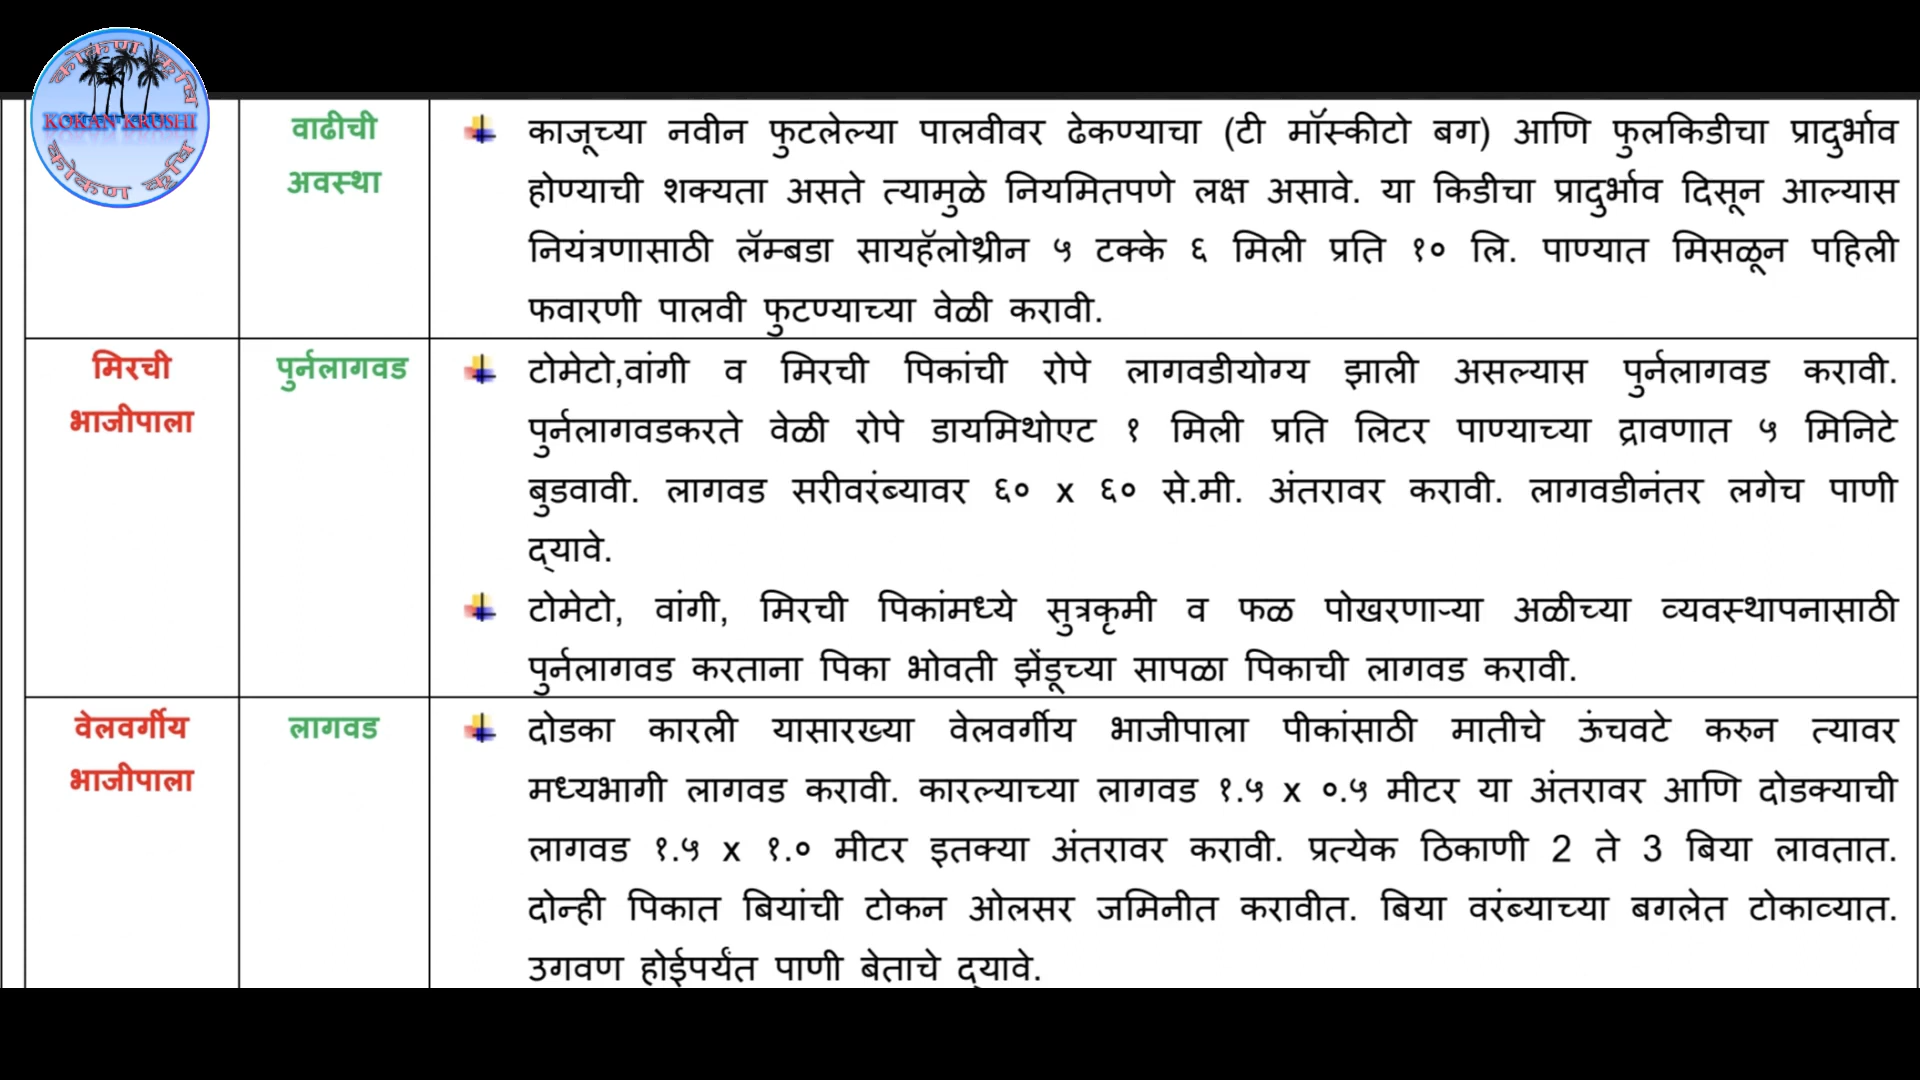 कोकण कृषि
KOKAN KRUSHI
कोकण कृषि
वाढीची
अवस्था
काजूच्या नवीन फुटलेल्या पालवीवर ढेकण्याचा (टी मॉस्कीटो बग) आणि फुलकिडीचा प्रादुर्भाव
होण्याची शक्यता असते त्यामुळे नियमितपणे लक्ष असावे. या किडीचा प्रादुर्भाव दिसून आल्यास
नियंत्रणासाठी लॅम्बडा सायहॅलोथ्रीन ५ टक्के ६ मिली प्रति १० लि. पाण्यात मिसळून पहिली
फवारणी पालवी फुटण्याच्या वेळी करावी.
मिरची
भाजीपाला
पुर्नलागवड
टोमेटो,वांगी व मिरची पिकांची रोपे लागवडीयोग्य झाली असल्यास पुर्नलागवड करावी.
पुर्नलागवडकरते वेळी रोपे डायमिथोएट १ मिली प्रति लिटर पाण्याच्या द्रावणात ५ मिनिटे
बुडवावी. लागवड सरीवरंब्यावर ६० x ६० से.मी. अंतरावर करावी. लागवडीनंतर लगेच पाणी
द्यावे.
टोमेटो, वांगी, मिरची पिकांमध्ये सुत्रकृमी व फळ पोखरणाऱ्या अळीच्या व्यवस्थापनासाठी
पुर्नलागवड करताना पिका भोवती झेंडूच्या सापळा पिकाची लागवड करावी.
वेलवर्गीय
भाजीपाला
लागवड
दोडका कारली यासारख्या वेलवर्गीय भाजीपाला पीकांसाठी मातीचे ऊंचवटे करुन त्यावर
मध्यभागी लागवड करावी. कारल्याच्या लागवड १.५ x ०.५ मीटर या अंतरावर आणि दोडक्याची
लागवड १.५ x १.० मीटर इतक्या अंतरावर करावी. प्रत्येक ठिकाणी 2 ते 3 बिया लावतात.
दोन्ही पिकात बियांची टोकन ओलसर जमिनीत करावीत. बिया वरंब्याच्या बगलेत टोकाव्यात.
उगवण होईपर्यंत पाणी बेताचे द्यावे.